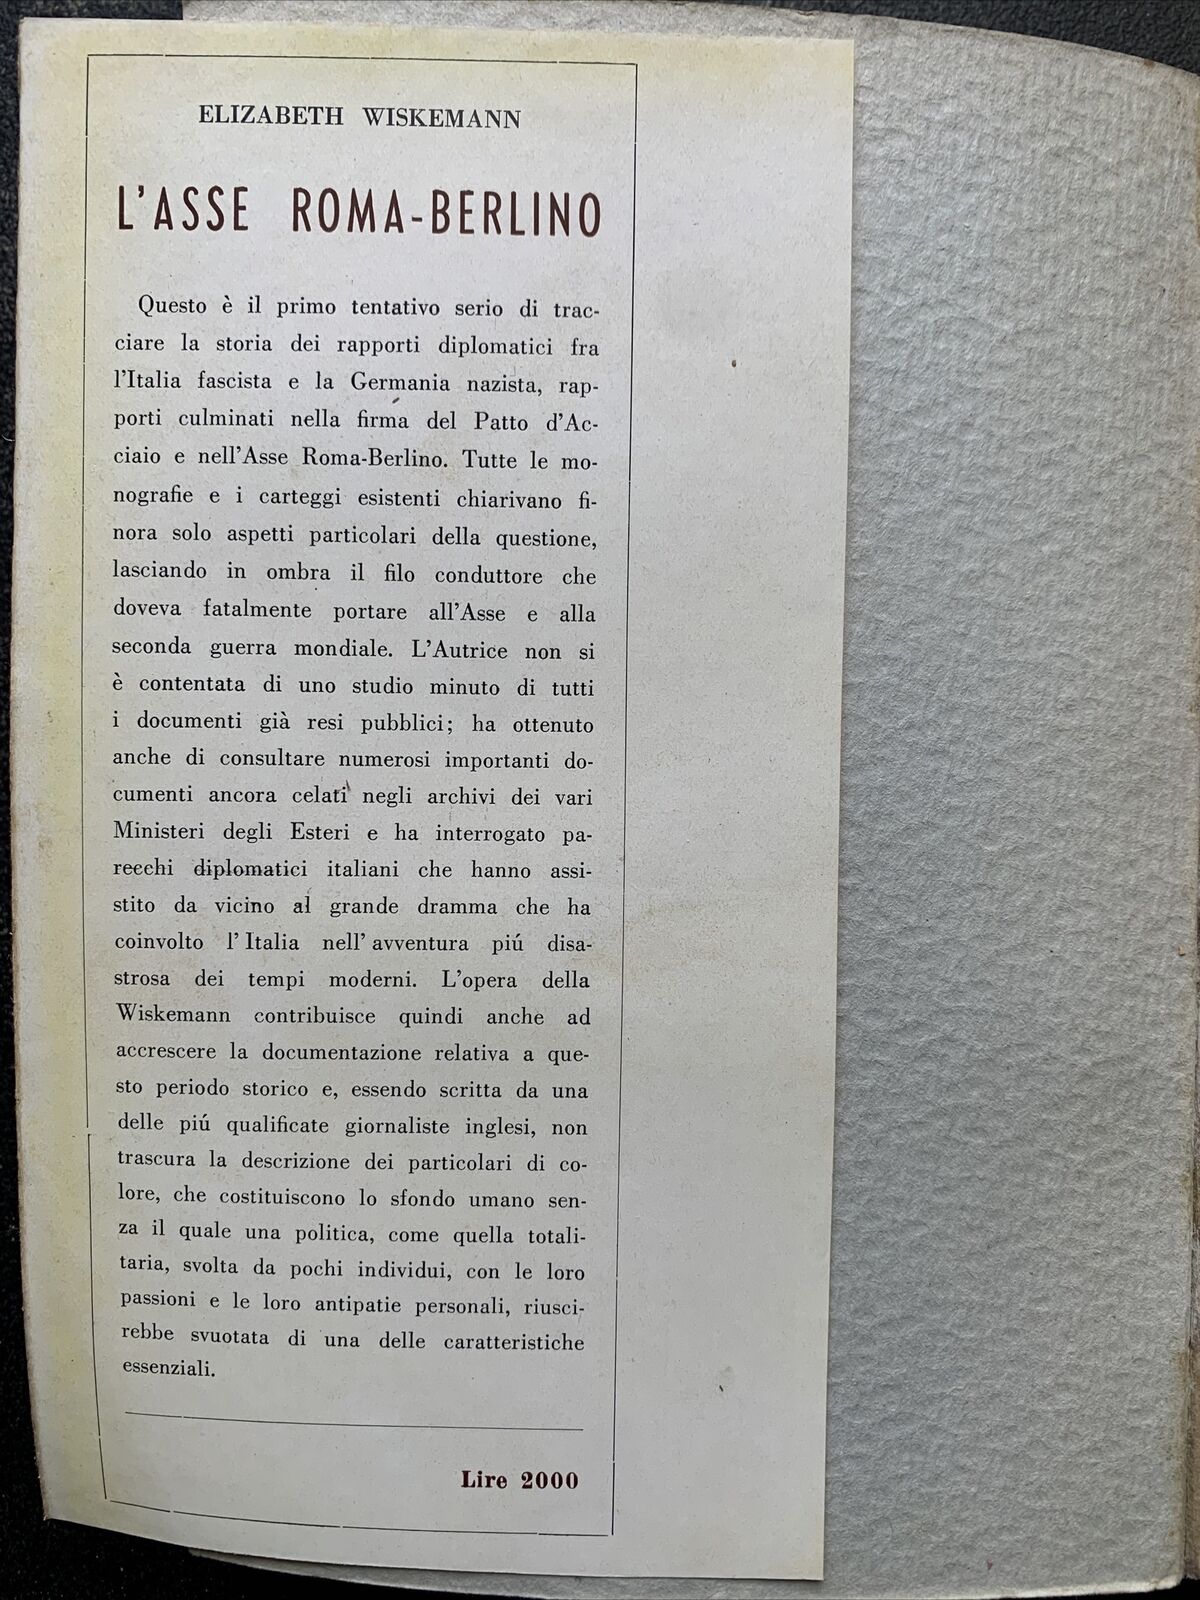 ELIZABETH WISKEMANN
L'ASSE ROMA-BERLINO
Questo è il primo tentativo serio di trac-
ciare la storia dei rapporti diplomatici fra
l'Italia fascista e la Germania nazista, rap-
porti culminati nella firma del Patto d'Ac-
ciaio e nell'Asse Roma-Berlino. Tutte le mo-
nografie e i carteggi esistenti chiarivano fi-
nora solo aspetti particolari della questione,
lasciando in ombra il filo conduttore che
doveva fatalmente portare all'Asse e alla
seconda guerra mondiale. L'Autrice non si
è contentata di uno studio minuto di tutti
i documenti già resi pubblici; ha ottenuto
anche di consultare numerosi importanti do-
cumenti ancora celati negli archivi dei vari
Ministeri degli Esteri e ha interrogato pa-
recchi diplomatici italiani che hanno assi-
stito da vicino al grande dramma che ha
coinvolto l'Italia nell'avventura piú disa-
strosa dei tempi moderni. L'opera della
Wiskemann contribuisce quindi anche ad
accrescere la documentazione relativa a que-
sto periodo storico e, essendo scritta da una
delle piú qualificate giornaliste inglesi, non
trascura la descrizione dei particolari di co-
lore, che costituiscono lo sfondo umano sen-
za il quale una politica, come quella totali-
taria, svolta da pochi individui, con le loro
passioni e le loro antipatie personali, riusci-
rebbe svuotata di una delle caratteristiche
essenziali.
Lire 2000